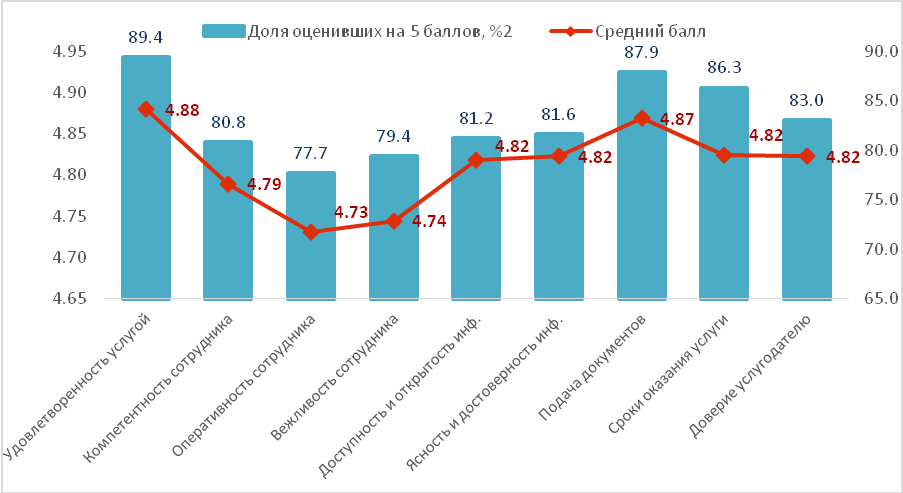 Доля оценивших на 5 баллов, %2
Средний балл
4.95
4.90
4.85
4.80
4.75
4.70
4.65
90.0
85.0
80.0
75.0
70.0
65.0
89.4
80.8
77.7
79.4
81.2
81.6
87.9
86.3
83.0
4.88
4.79
4.73
4.74
4.82
4.82
4.87
4.82
4.82
Удовлетворенность услугой
Компетентность сотрудника
Оперативность сотрудника
Вежливость сотрудника
Доступность и открытость инф.
Ясность и достоверность инф.
Подача документов
Сроки оказания услуги
Доверие услугодателю